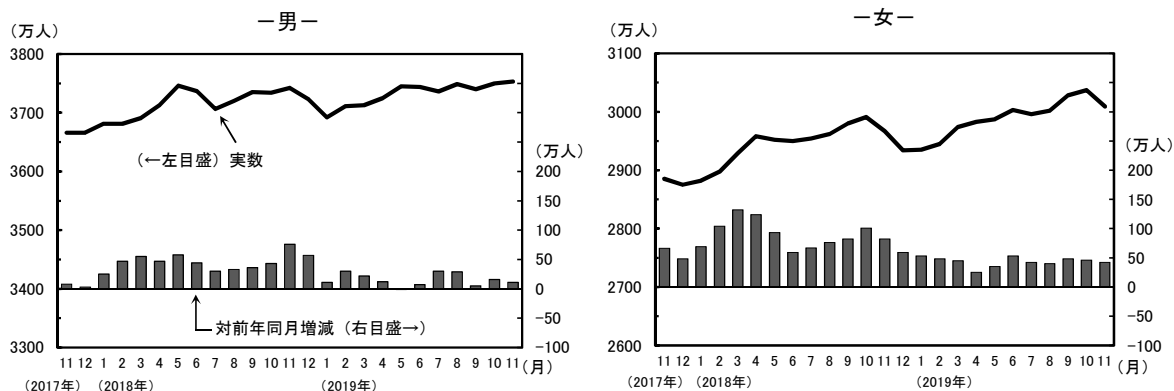 －男－
（万人）
3800
3700
3600
3500
3400
3300
（万人）
200
150
100
50
0
-50
-100
（←左目盛）実数
対前年同月増減（右目盛→）
11 12 1 2 3 4 5 6 7 8 9 10 11 12 1 2 3 4 5 6 7 8 9 10 11（月）
（2017年）（2018年）（2019年）
－女－
（万人）
3100
3000
2900
2800
2700
2600
（万人）
200
150
100
50
0
-50
-100
11 12 1 2 3 4 5 6 7 8 9 10 11 12 1 2 3 4 5 6 7 8 9 10 11（月）
（2017年）（2018年）（2019年）